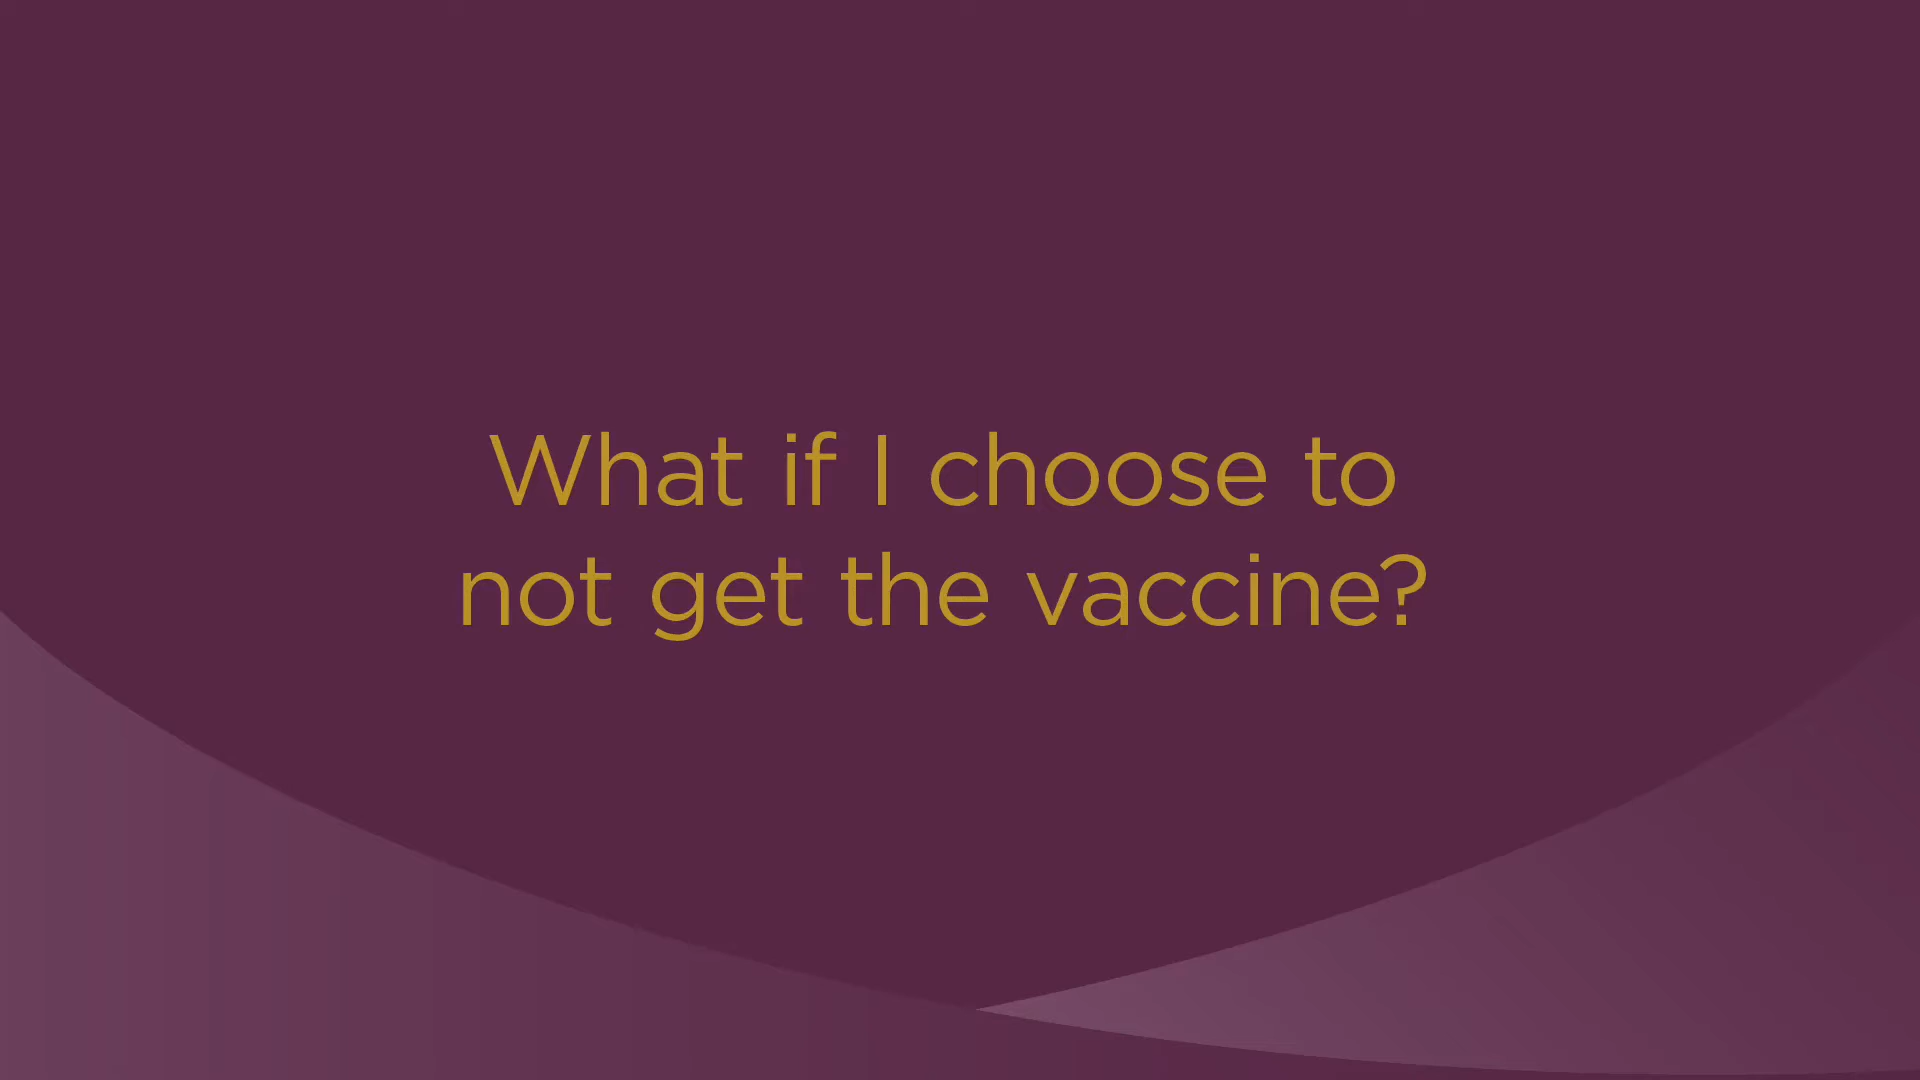 What if I choose to
not get the vaccine?